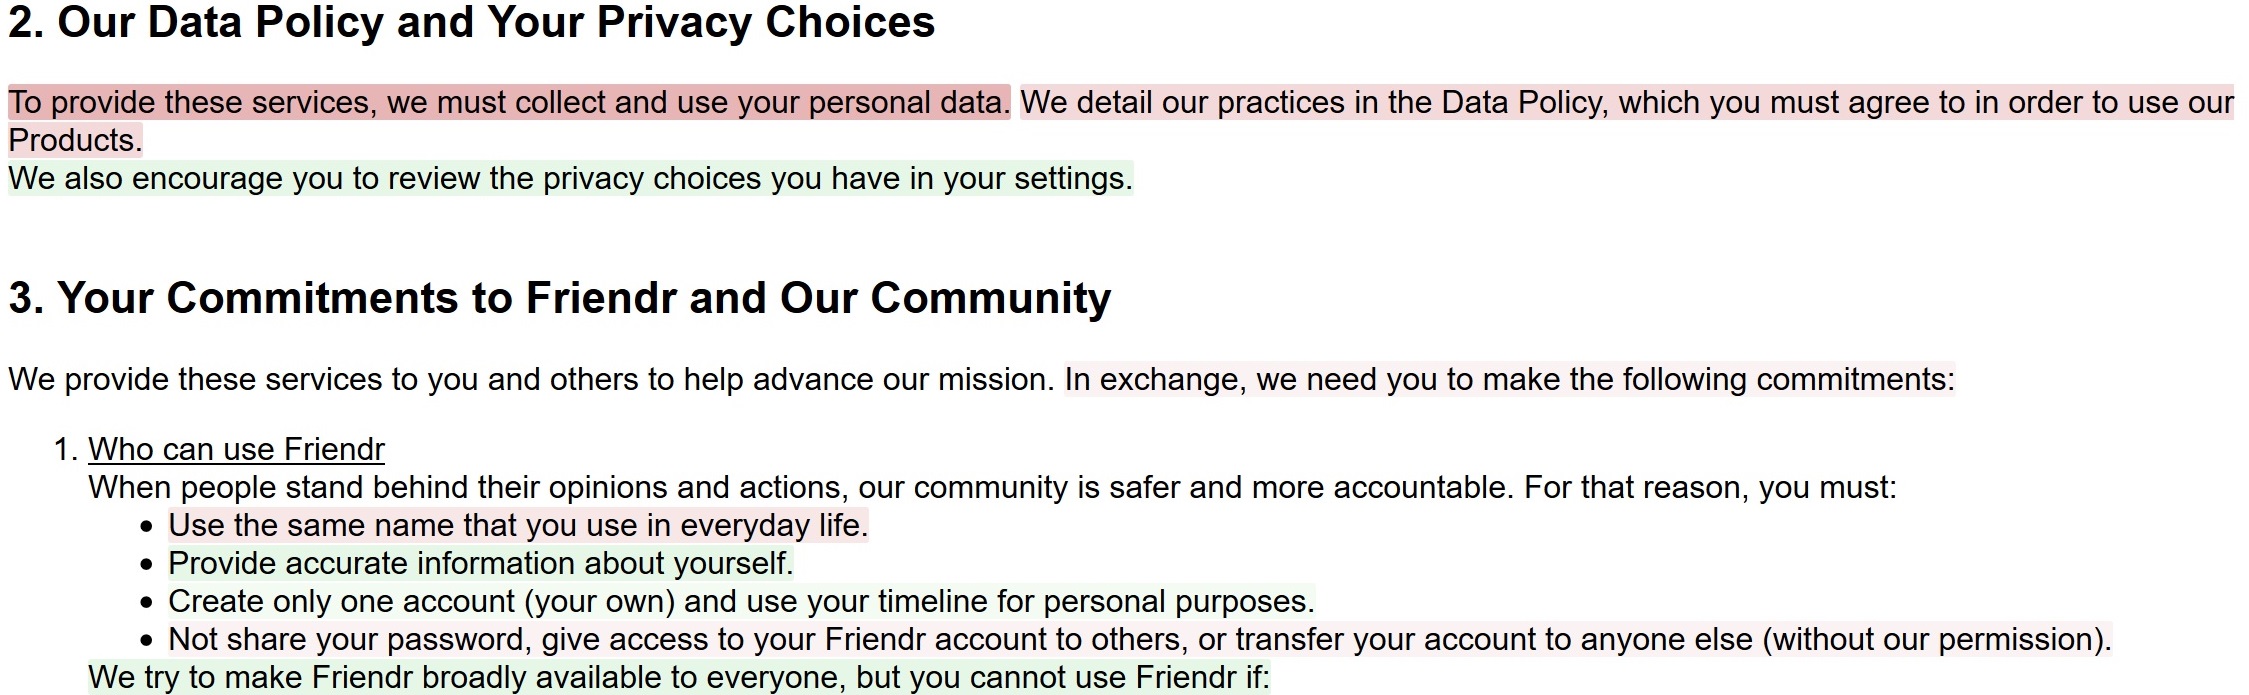 2. Our Data Policy and Your Privacy Choices
To provide these services, we must collect and use your personal data. We detail our practices in the Data Policy, which you must agree to in order to use our
Products.
We also encourage you to review the privacy choices you have in your settings.
3. Your Commitments to Friendr and Our Community
We provide these services to you and others to help advance our mission. In exchange, we need you to make the following commitments:
1. Who can use Friendr
When people stand behind their opinions and actions, our community is safer and more accountable. For that reason, you must:
• Use the same name that you use in everyday life.
• Provide accurate information about yourself.
• Create only one account (your own) and use your timeline for personal purposes.
• Not share your password, give access to your Friendr account to others, or transfer your account to anyone else (without our permission).
We try to make Friendr broadly available to everyone, but you cannot use Friendr if: